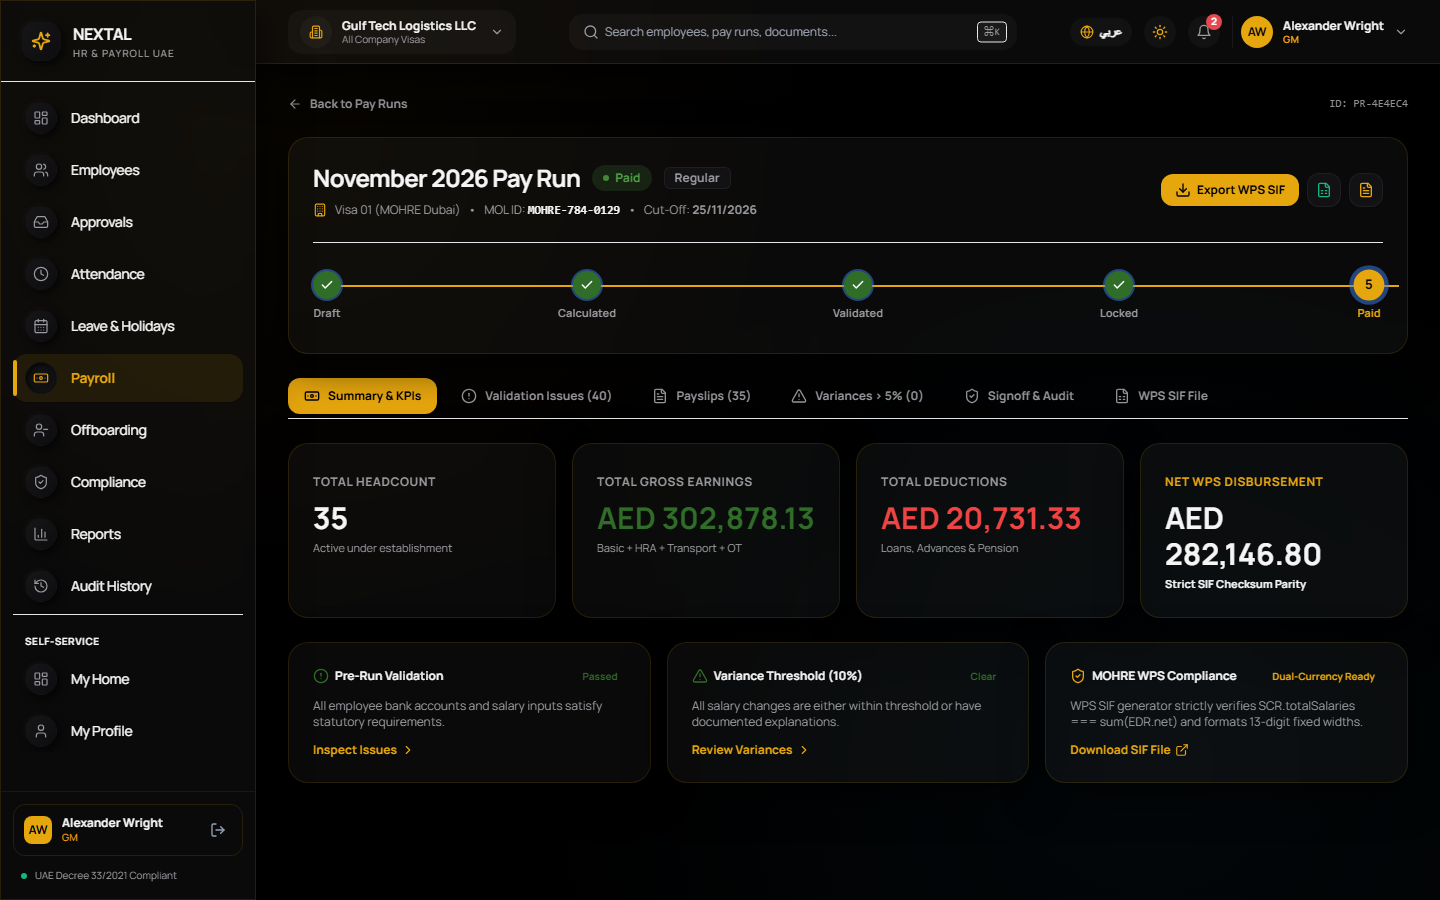 NEXTAL
HR & PAYROLL UAE
Gulf Tech Logistics LLC
All Company Visas
Search employees, pay runs, documents...
⌘K
عربي
2
AW
Alexander Wright
GM
Dashboard
Employees
Approvals
Attendance
Leave & Holidays
Payroll
Offboarding
Compliance
Reports
Audit History
SELF-SERVICE
My Home
My Profile
AW
Alexander Wright
GM
UAE Decree 33/2021 Compliant
Back to Pay Runs
ID: PR-4E4EC4
November 2026 Pay Run
Paid
Regular
Visa 01 (MOHRE Dubai) • MOL ID: MOHRE-784-0129 • Cut-Off: 25/11/2026
Export WPS SIF
5
Draft
Calculated
Validated
Locked
Paid
Summary & KPIs
Validation Issues (40)
Payslips (35)
Variances > 5% (0)
Signoff & Audit
WPS SIF File
TOTAL HEADCOUNT
35
Active under establishment
TOTAL GROSS EARNINGS
AED 302,878.13
Basic + HRA + Transport + OT
TOTAL DEDUCTIONS
AED 20,731.33
Loans, Advances & Pension
NET WPS DISBURSEMENT
AED
282,146.80
Strict SIF Checksum Parity
Pre-Run Validation
Passed
All employee bank accounts and salary inputs satisfy
statutory requirements.
Inspect Issues
Variance Threshold (10%)
Clear
All salary changes are either within threshold or have
documented explanations.
Review Variances
MOHRE WPS Compliance
Dual-Currency Ready
WPS SIF generator strictly verifies SCR.totalSalaries
=== sum(EDR.net) and formats 13-digit fixed widths.
Download SIF File